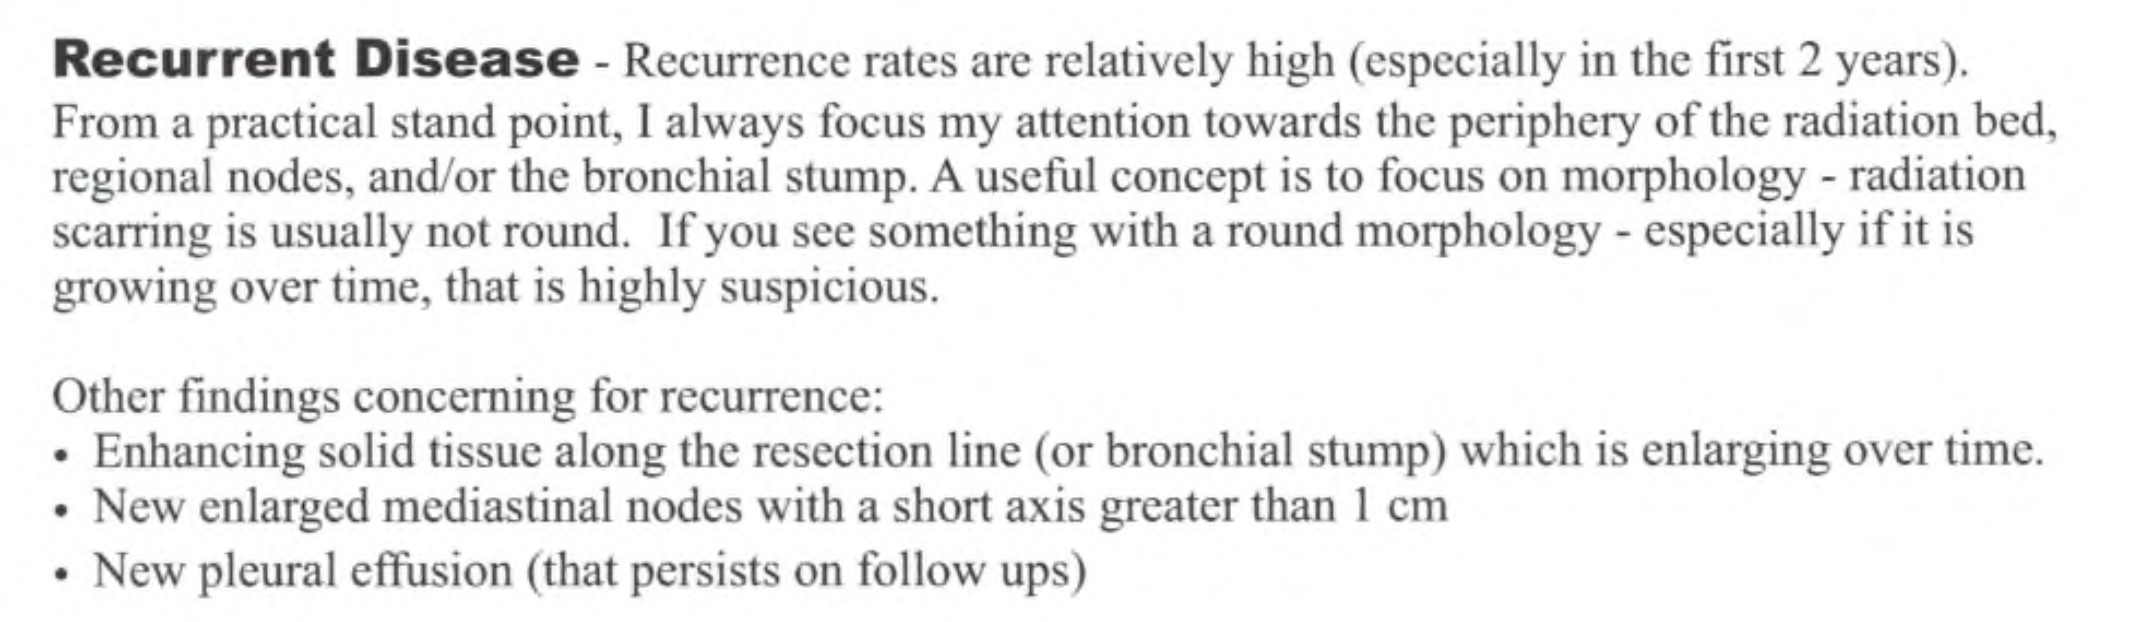 Recurrent Disease - Recurrence rates are relatively high (especially in the first 2 years).
From a practical stand point, I always focus my attention towards the periphery of the radiation bed,
regional nodes, and/or the bronchial stump. A useful concept is to focus on morphology - radiation
scarring is usually not round.  If you see something with a round morphology - especially if it is
growing over time, that is highly suspicious.
Other findings concerning for recurrence:
• Enhancing solid tissue along the resection line (or bronchial stump) which is enlarging over time.
• New enlarged mediastinal nodes with a short axis greater than 1 cm
• New pleural effusion (that persists on follow ups)